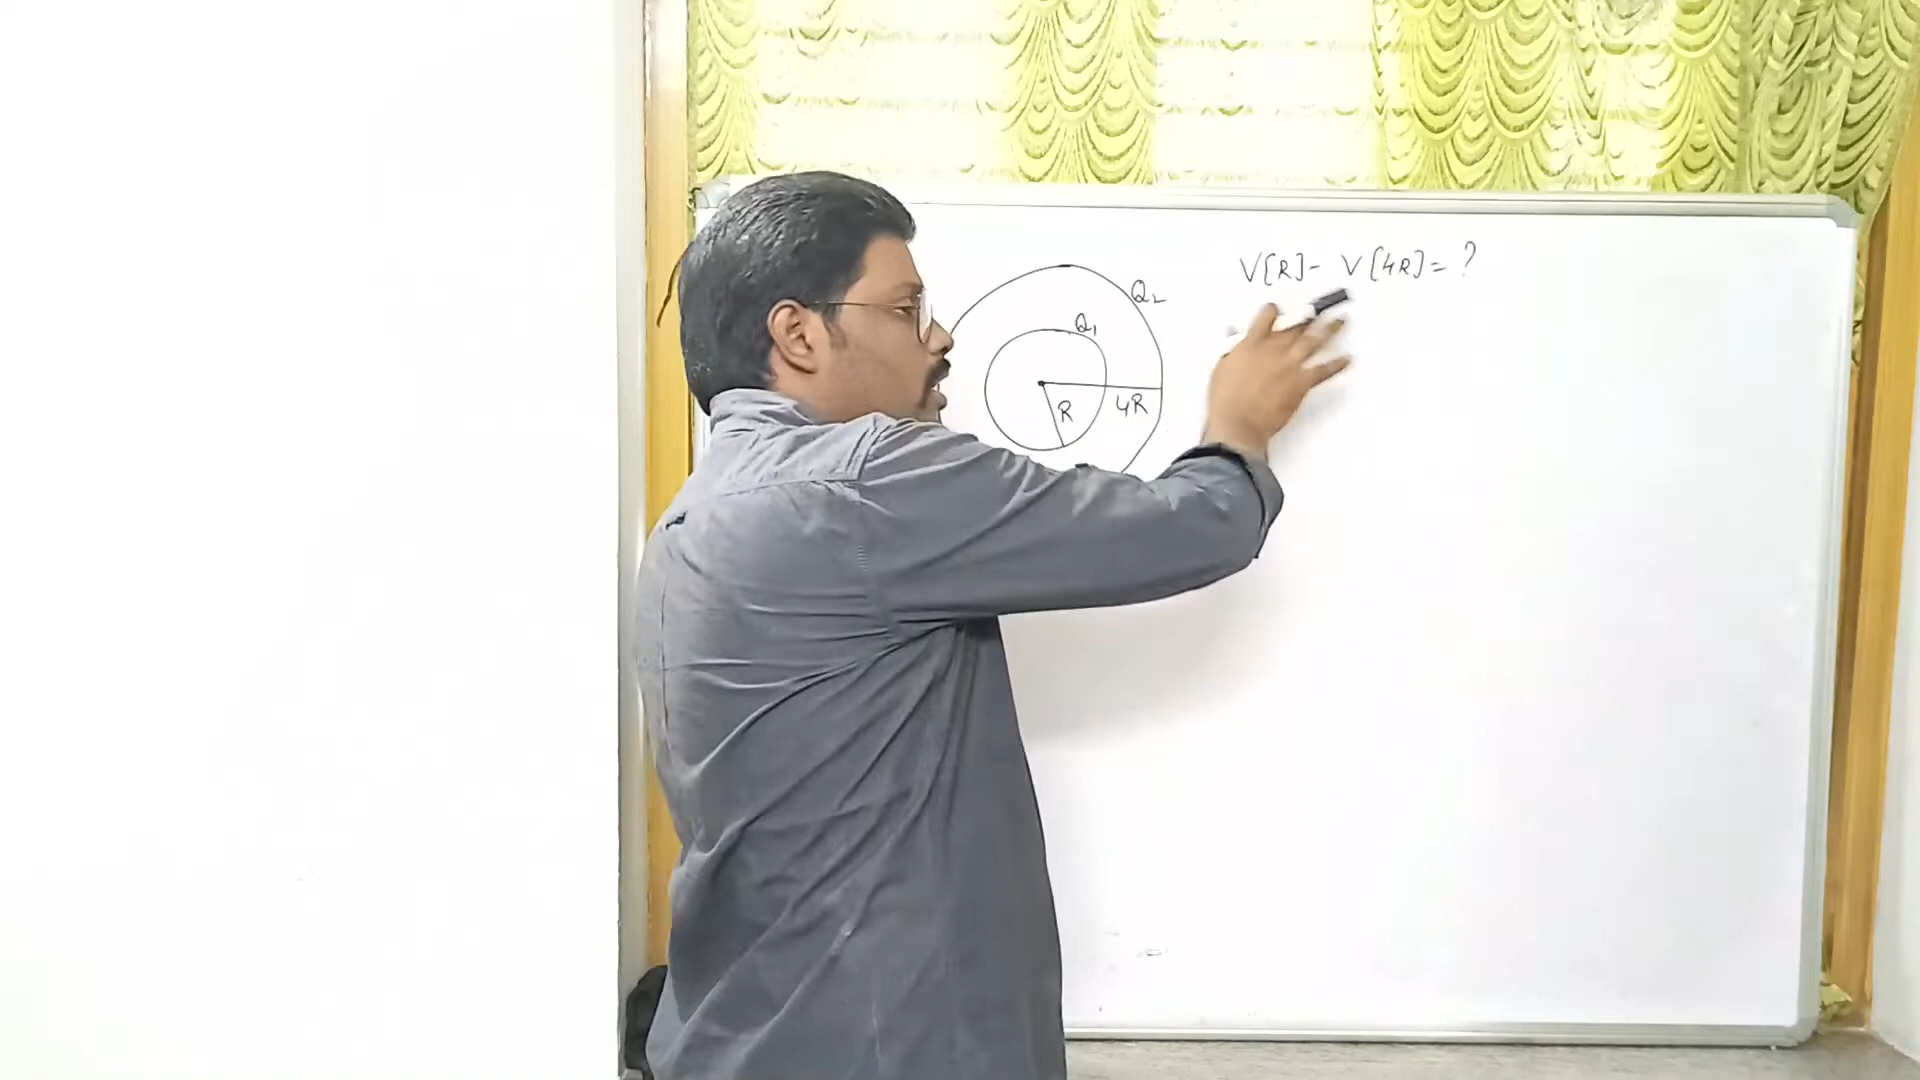 V[R] - V[4R] = ?
Q₂
Q₁
R
4R